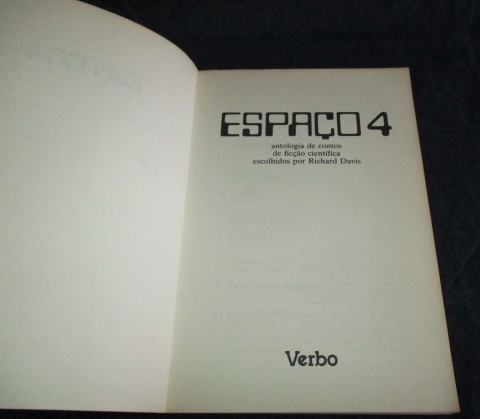 ESPAÇO 4
antologia de contos
de ficção científica
escolhidos por Richard Davis
Verbo